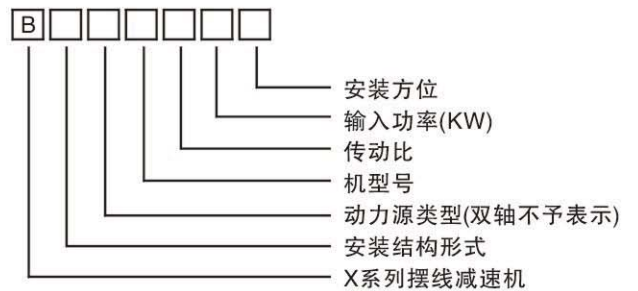 B
安装方位
输入功率(KW)
传动比
机型号
动力源类型(双轴不予表示)
安装结构形式
X系列摆线减速机